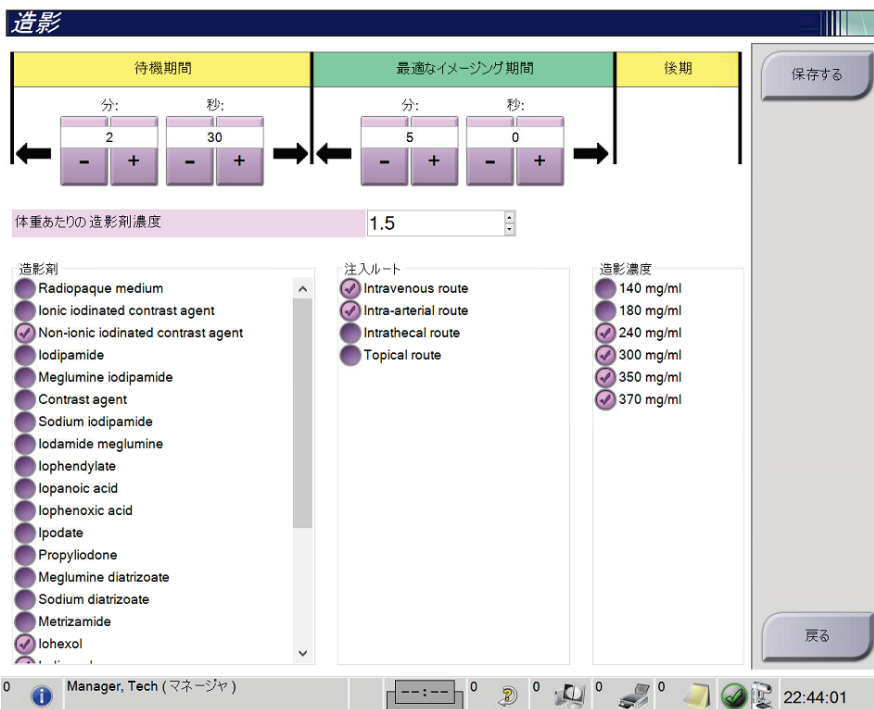 造影
待機期間
最適なイメージング期間
後期
保存する
分:
秒:
分:
秒:
2
30
5
0
- + - + - + - +
体重あたりの造影剤濃度
1.5
造影剤
注入ルート
造影濃度
Radiopaque medium
Ionic iodinated contrast agent
Non-ionic iodinated contrast agent
Iodipamide
Meglumine iodipamide
Contrast agent
Sodium iodipamide
Iodamide meglumine
Iophendylate
Iopanoic acid
Iophenoxic acid
Ipodate
Propyliodone
Meglumine diatrizoate
Sodium diatrizoate
Metrizamide
Iohexol
Intravenous route
Intra-arterial route
Intrathecal route
Topical route
140 mg/ml
180 mg/ml
240 mg/ml
300 mg/ml
350 mg/ml
370 mg/ml
戻る
0
Manager, Tech (マネージャ)
--:--
0
0
0
0
22:44:01